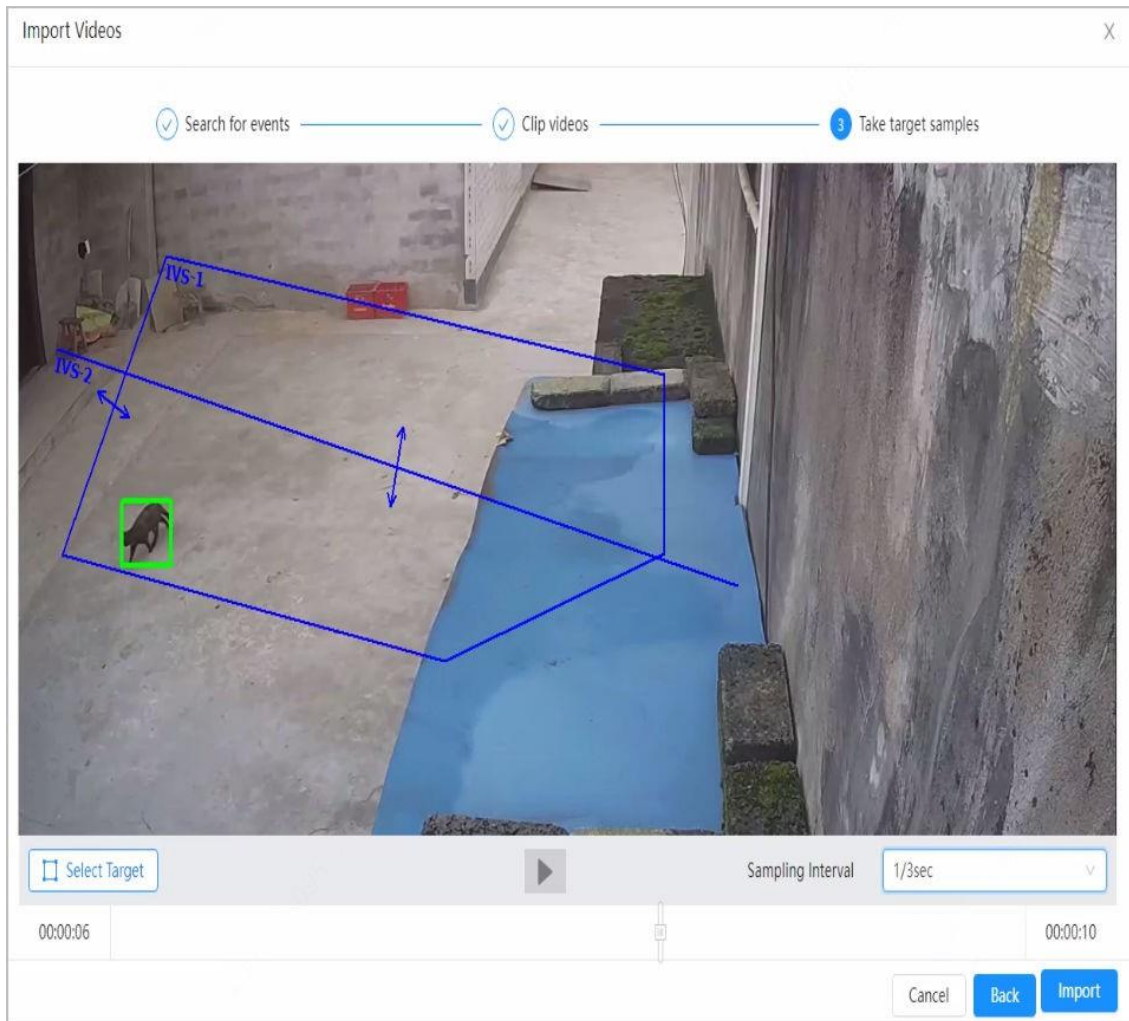 Import Videos X
Search for events Clip videos 3 Take target samples
IVS-1
IVS-2
Select Target Sampling Interval 1/3sec
00:00:06 00:00:10
Cancel Back Import